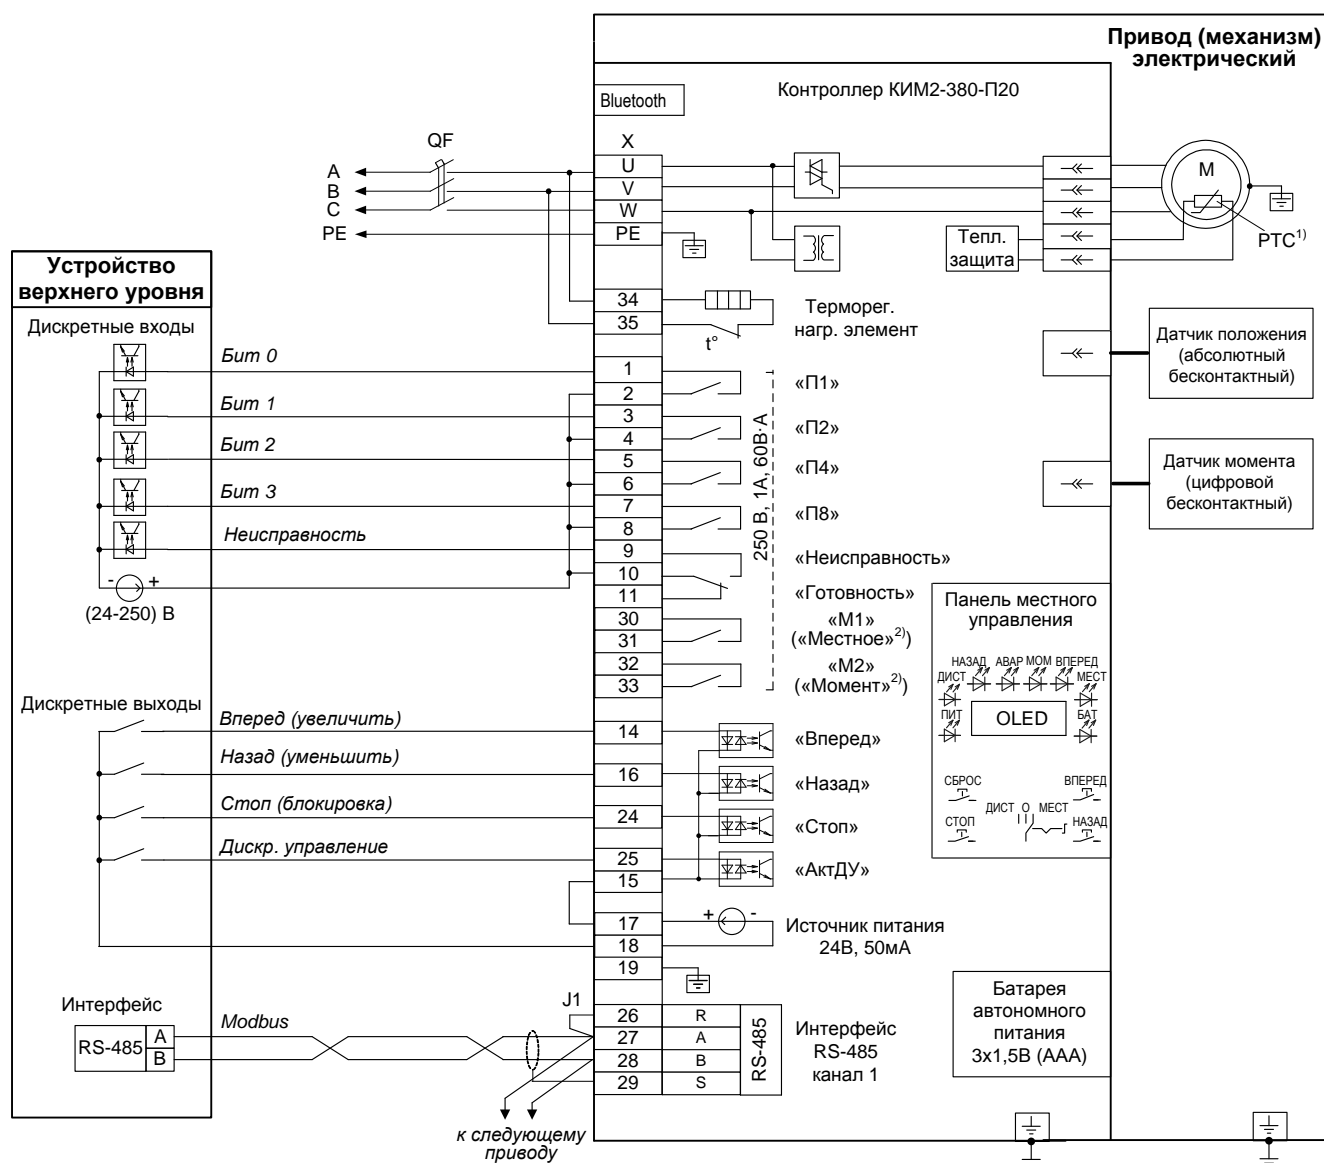 Привод (механизм)
электрический
Контроллер КИМ2-380-П20
Bluetooth
QF
X
A
B
C
PE
U
V
W
PE
M
PTC1)
Тепл.
защита
Устройство
верхнего уровня
Дискретные входы
34
35
t°
Терморег.
нагр. элемент
Датчик положения
(абсолютный
бесконтактный)
Датчик момента
(цифровой
бесконтактный)
Бит 0
Бит 1
Бит 2
Бит 3
Неисправность
- +
(24-250) В
1
2
3
4
5
6
7
8
9
10
11
30
31
32
33
250 В, 1А, 60В·А
«П1»
«П2»
«П4»
«П8»
«Неисправность»
«Готовность»
«М1»
(«Местное»2))
«М2»
(«Момент»2))
Панель местного
управления
НАЗАД АВАР МОМ ВПЕРЕД
ДИСТ МЕСТ
ПИТ OLED БАТ
СБРОС ВПЕРЕД
ДИСТ О МЕСТ
СТОП НАЗАД
Дискретные выходы
Вперед (увеличить)
Назад (уменьшить)
Стоп (блокировка)
Дискр. управление
14
16
24
25
15
17
18
19
«Вперед»
«Назад»
«Стоп»
«АктДУ»
+ -
Источник питания
24В, 50мА
Интерфейс
RS-485
A
B
Modbus
J1
26 R
27 A
28 B
29 S
RS-485
Интерфейс
RS-485
канал 1
Батарея
автономного
питания
3x1,5В (ААА)
к следующему
приводу